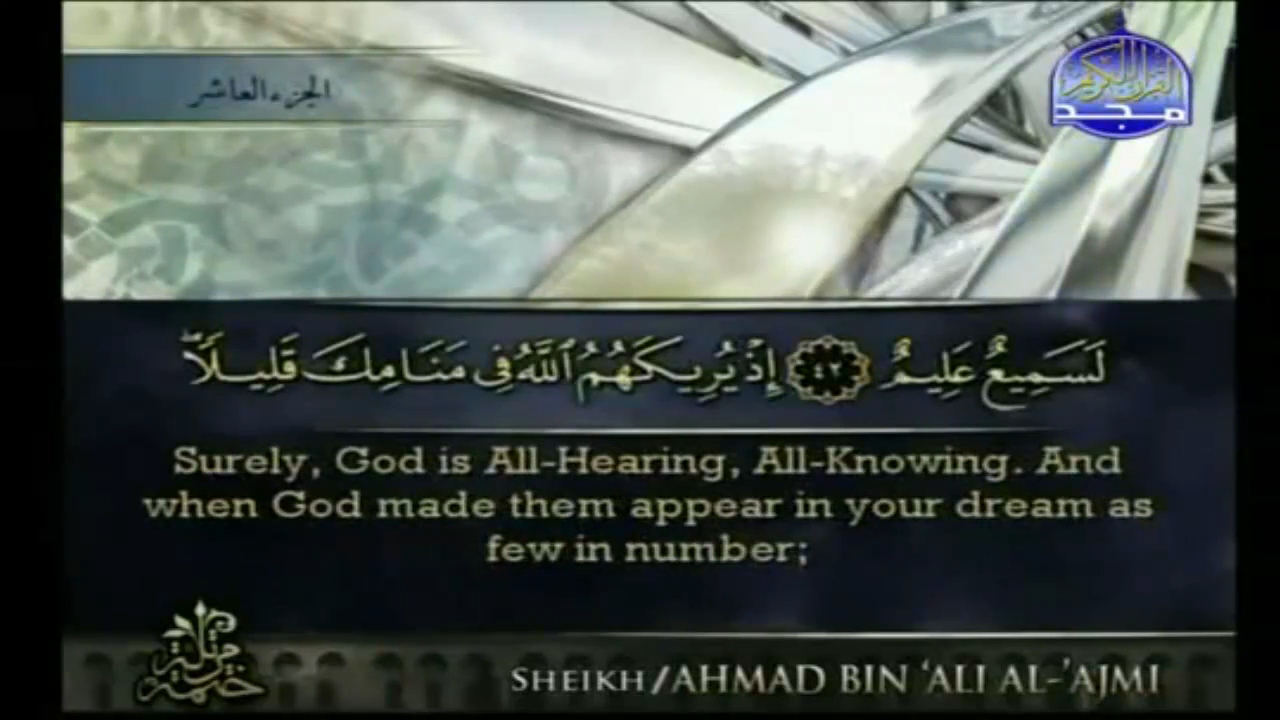 الجزء العاشر
القرآن الكريم
مجد
لَسَمِيعٌ عَلِيمٌ ٤٢ إِذْ يُرِيكَهُمُ ٱللَّهُ فِى مَنَامِكَ قَلِيلًاۖ
Surely, God is All-Hearing, All-Knowing. And
when God made them appear in your dream as
few in number;
ختمة مرتلة
SHEIKH/AHMAD BIN ‘ALI AL-’AJMI